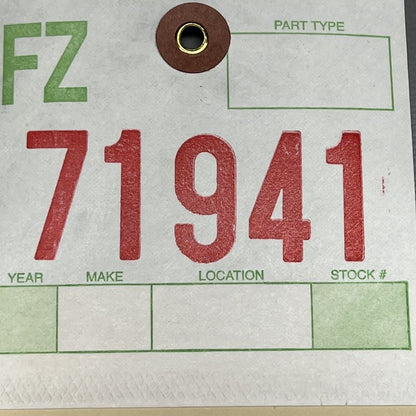 PART TYPE
FZ
71941
YEAR MAKE LOCATION STOCK #